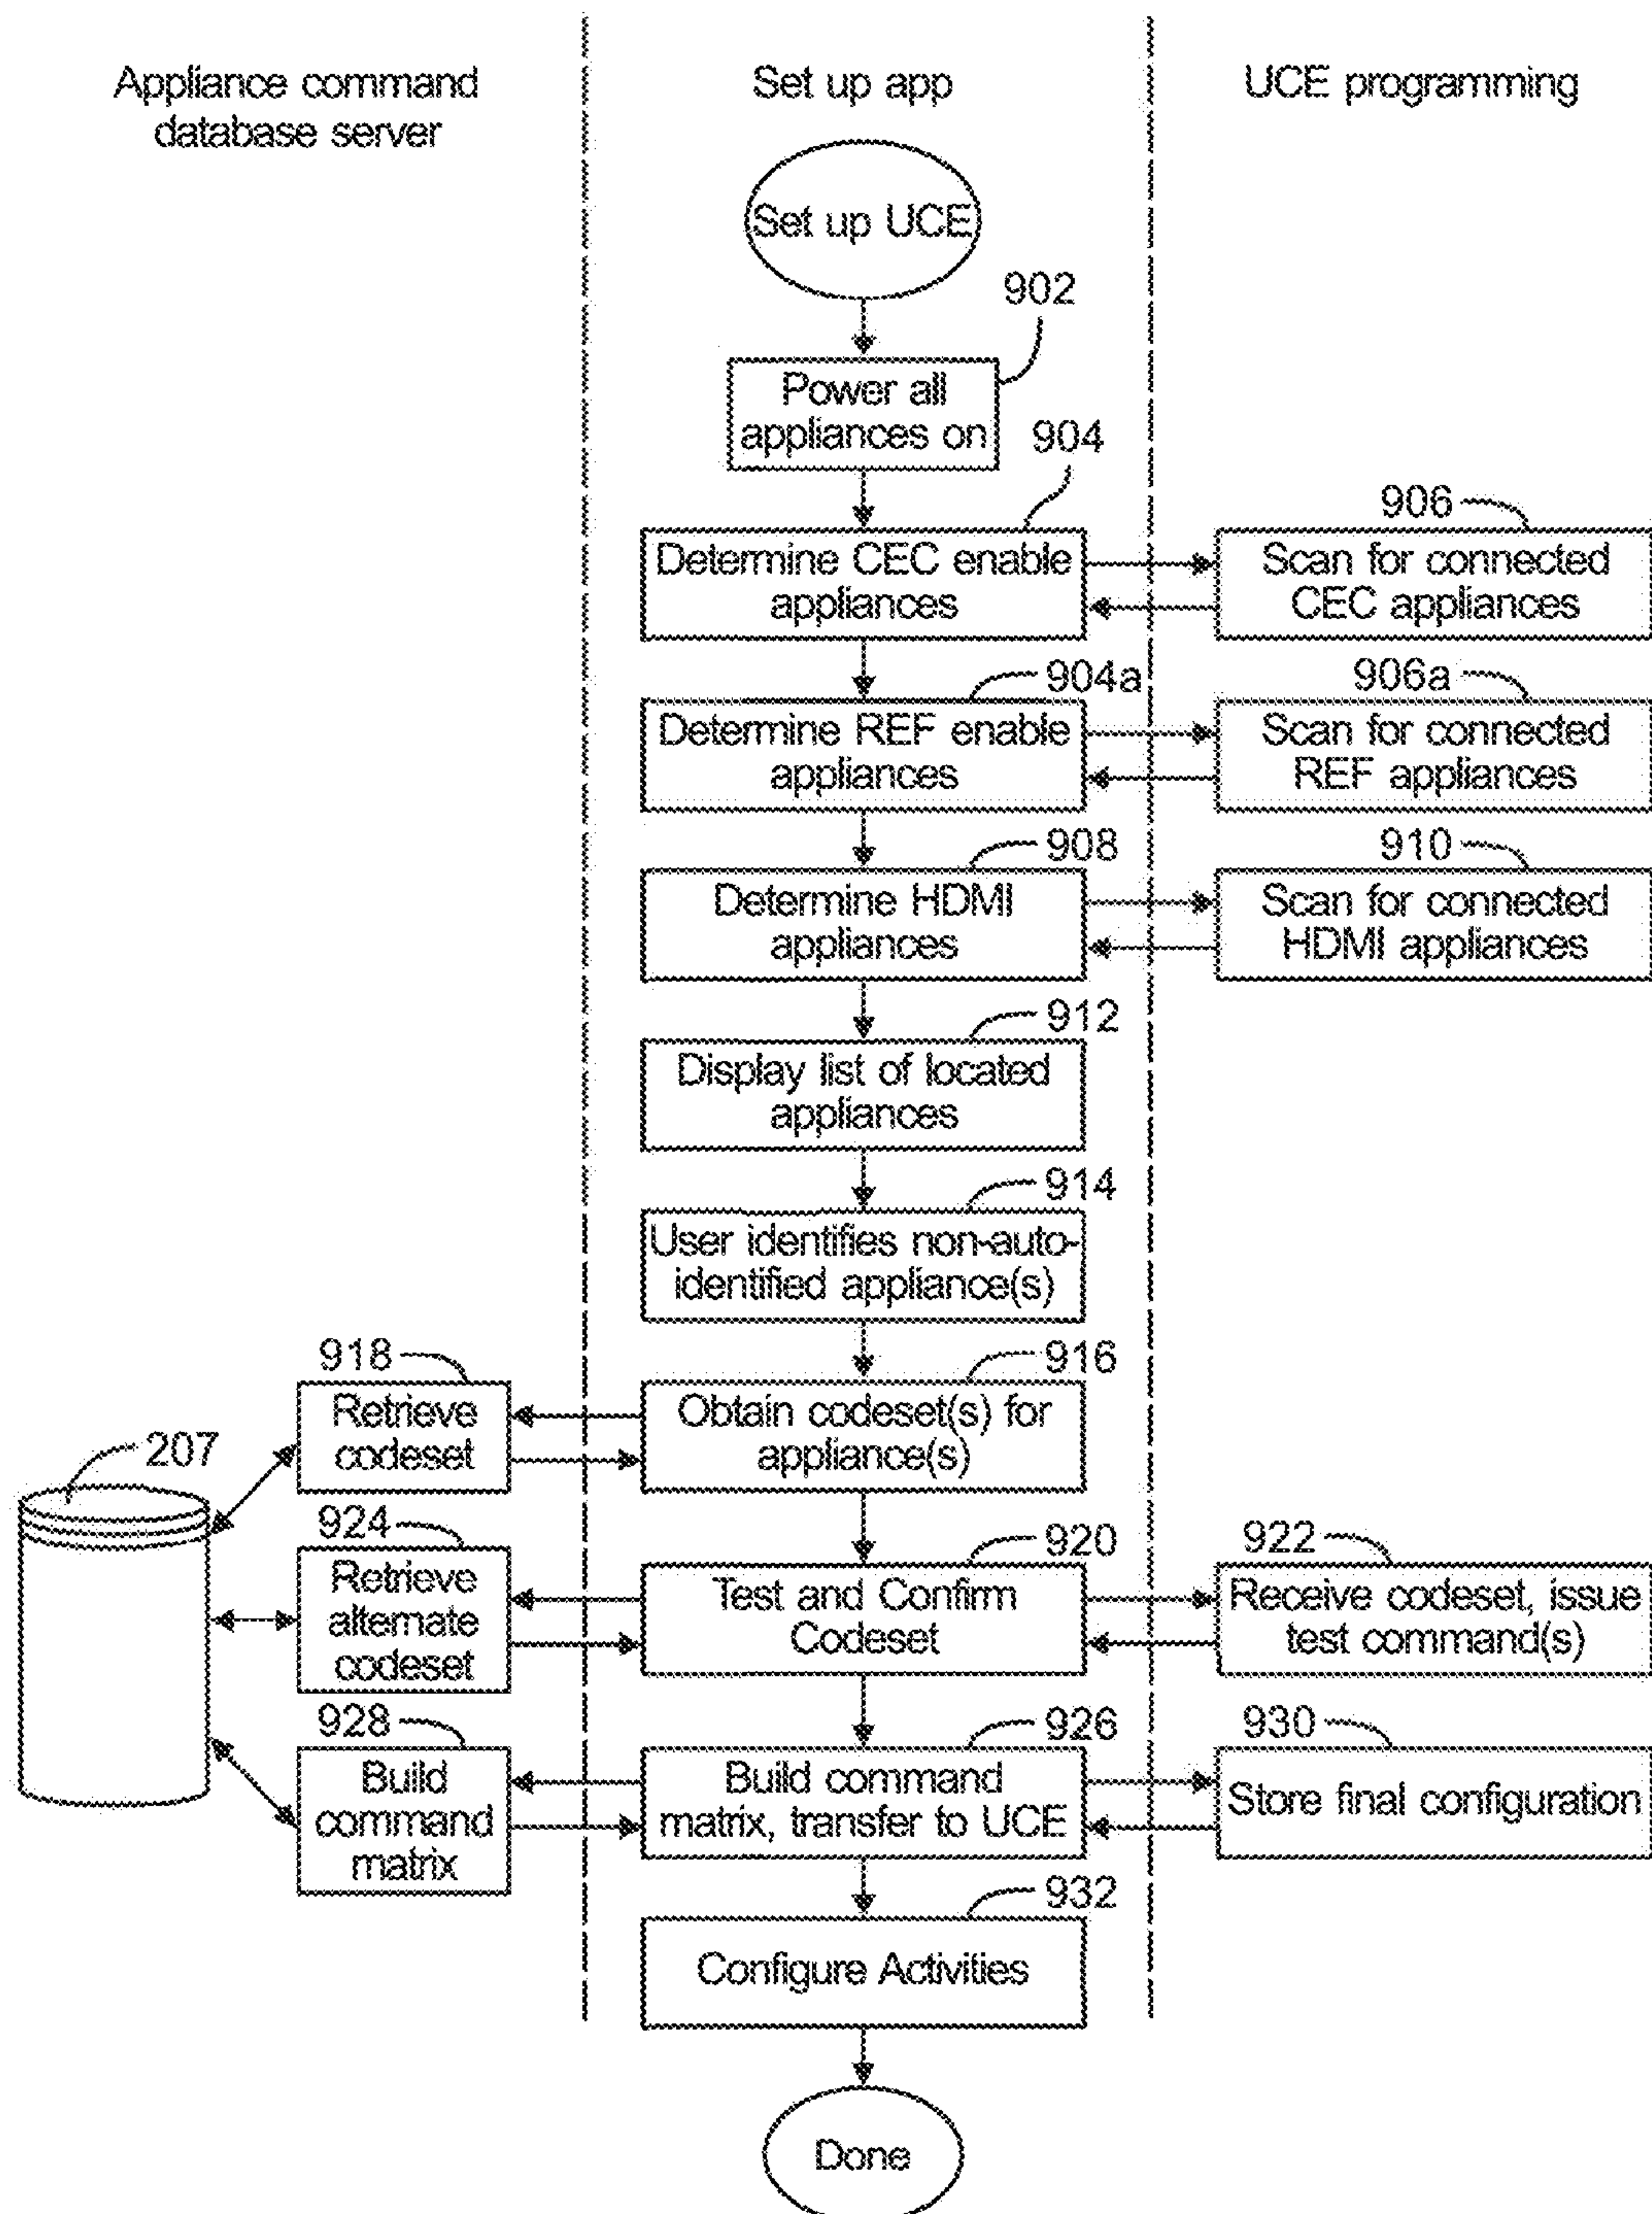 Appliance command
database server
Set up app
UCE programming
Set up UCE
902
Power all
appliances on
904
Determine CEC enable
appliances
906
Scan for connected
CEC appliances
904a
Determine REF enable
appliances
906a
Scan for connected
REF appliances
908
Determine HDMI
appliances
910
Scan for connected
HDMI appliances
912
Display list of located
appliances
914
User identifies non-auto-
identified appliance(s)
918
Retrieve
codeset
916
Obtain codeset(s) for
appliance(s)
207
924
Retrieve
alternate
codeset
920
Test and Confirm
Codeset
922
Receive codeset, issue
test command(s)
928
Build
command
matrix
926
Build command
matrix, transfer to UCE
930
Store final configuration
932
Configure Activities
Done